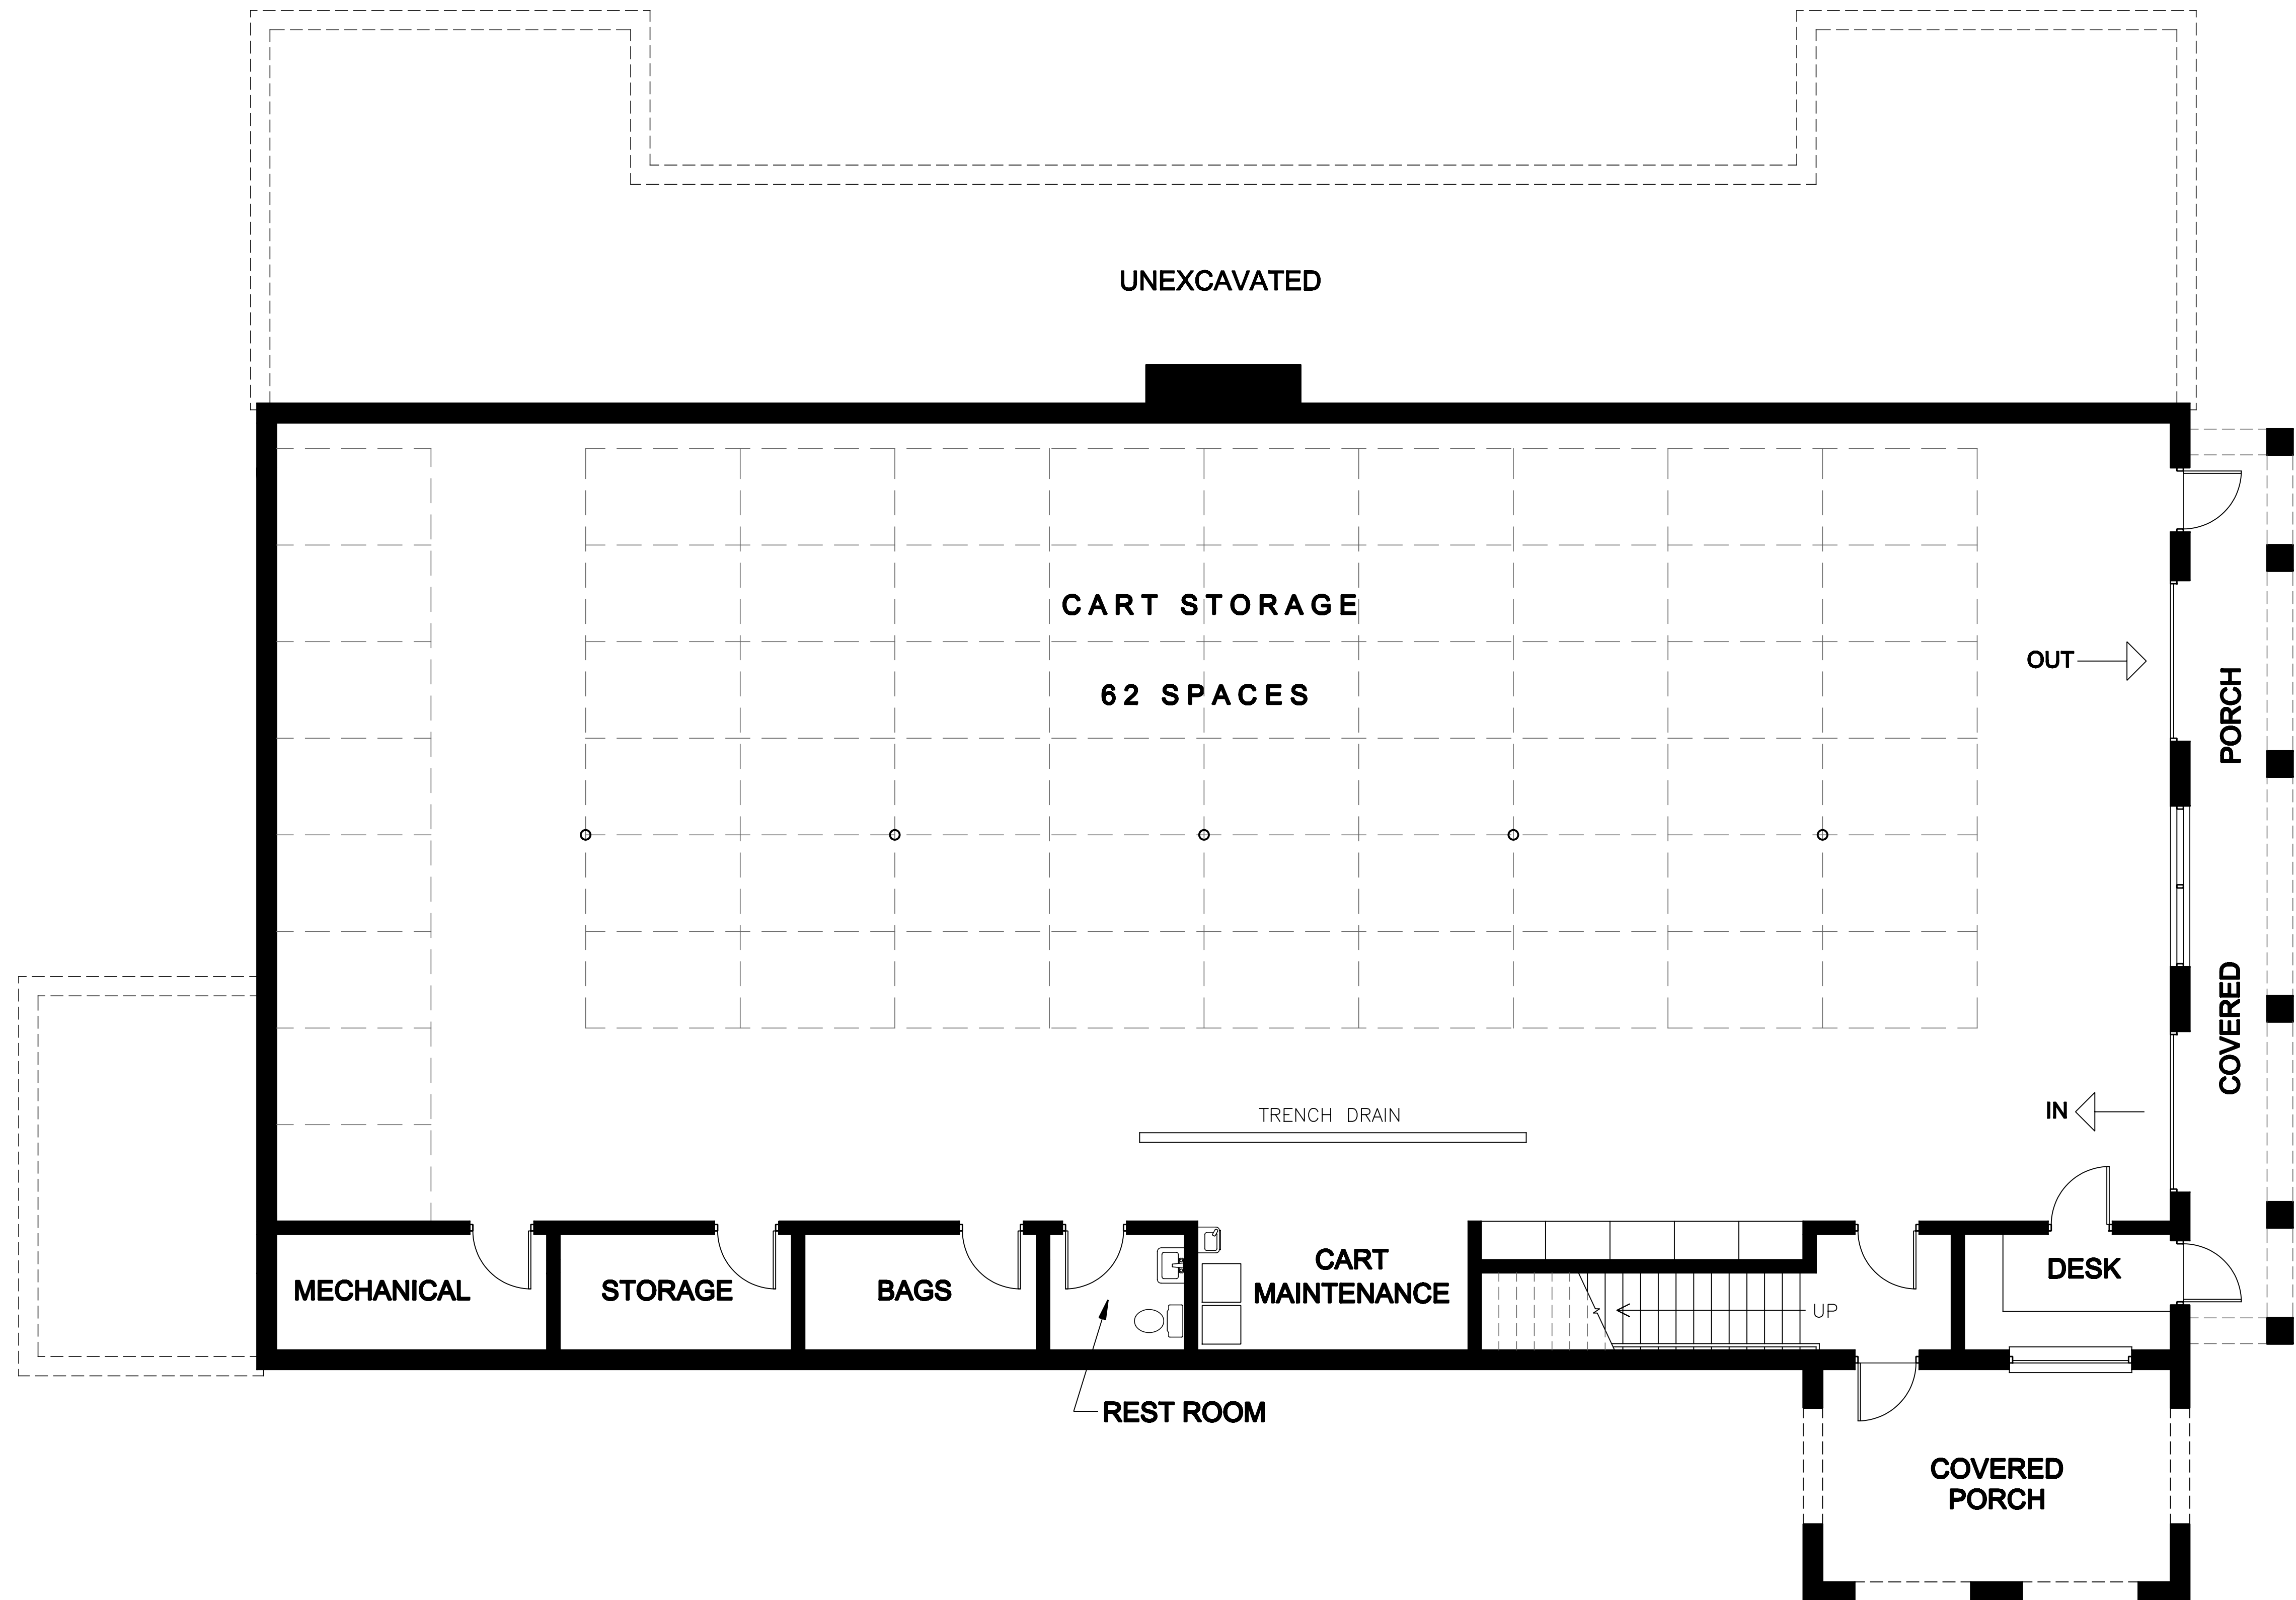 UNEXCAVATED
CART STORAGE
62 SPACES
OUT
PORCH
COVERED
IN
TRENCH DRAIN
MECHANICAL
STORAGE
BAGS
CART
MAINTENANCE
UP
DESK
REST ROOM
COVERED
PORCH